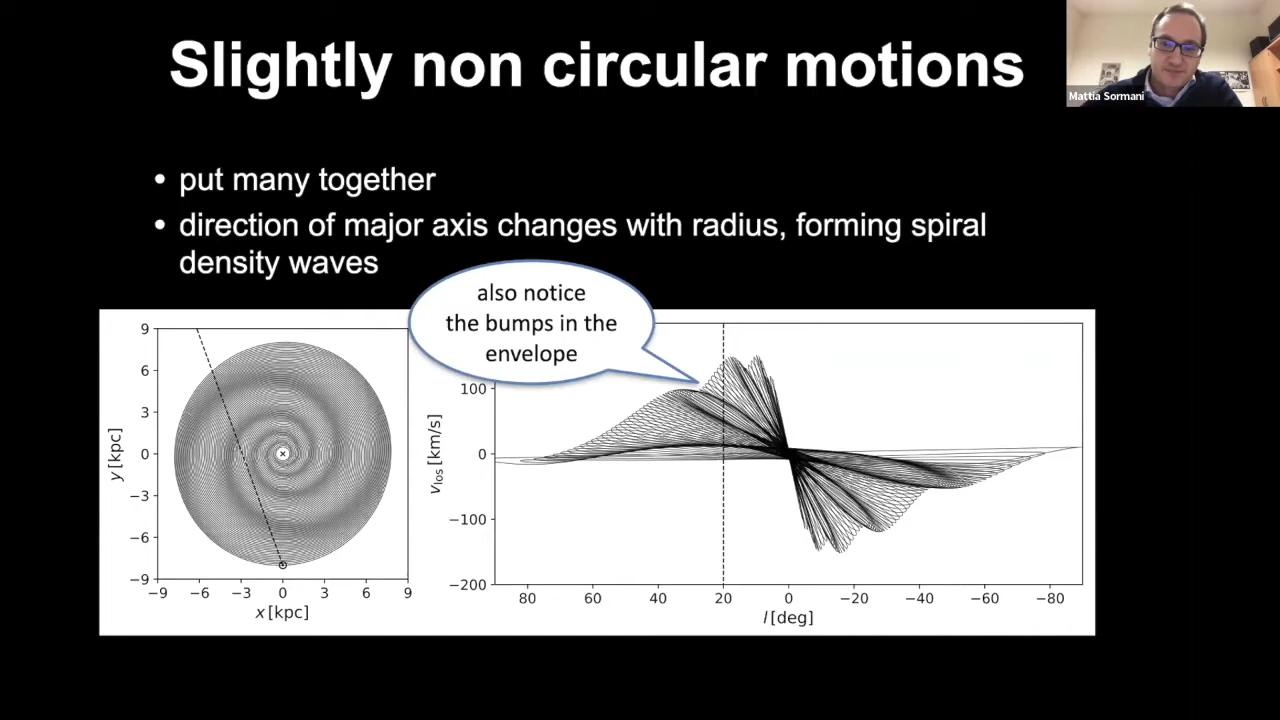 Slightly non circular motions
Mattia Sormani
• put many together
• direction of major axis changes with radius, forming spiral
density waves
also notice
the bumps in the
envelope
9
6
3
0
−3
−6
−9
y [kpc]
−9 −6 −3 0 3 6 9
x [kpc]
100
0
−100
−200
vlos [km/s]
80 60 40 20 0 −20 −40 −60 −80
l [deg]